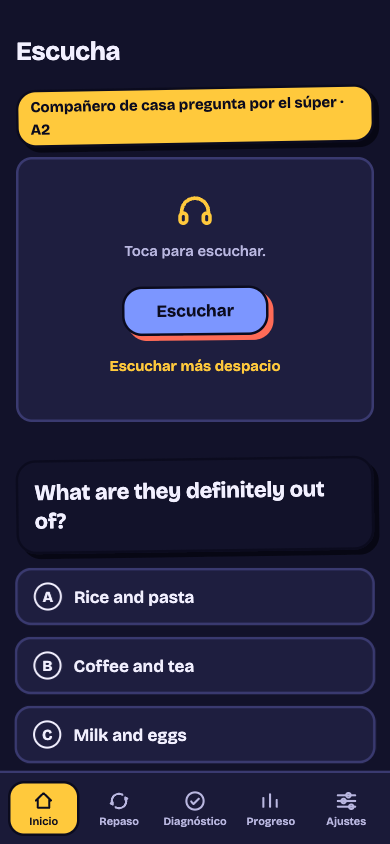 Escucha
Compañero de casa pregunta por el súper ·
A2
Toca para escuchar.
Escuchar
Escuchar más despacio
What are they definitely out
of?
A Rice and pasta
B Coffee and tea
C Milk and eggs
Inicio
Repaso
Diagnóstico
Progreso
Ajustes